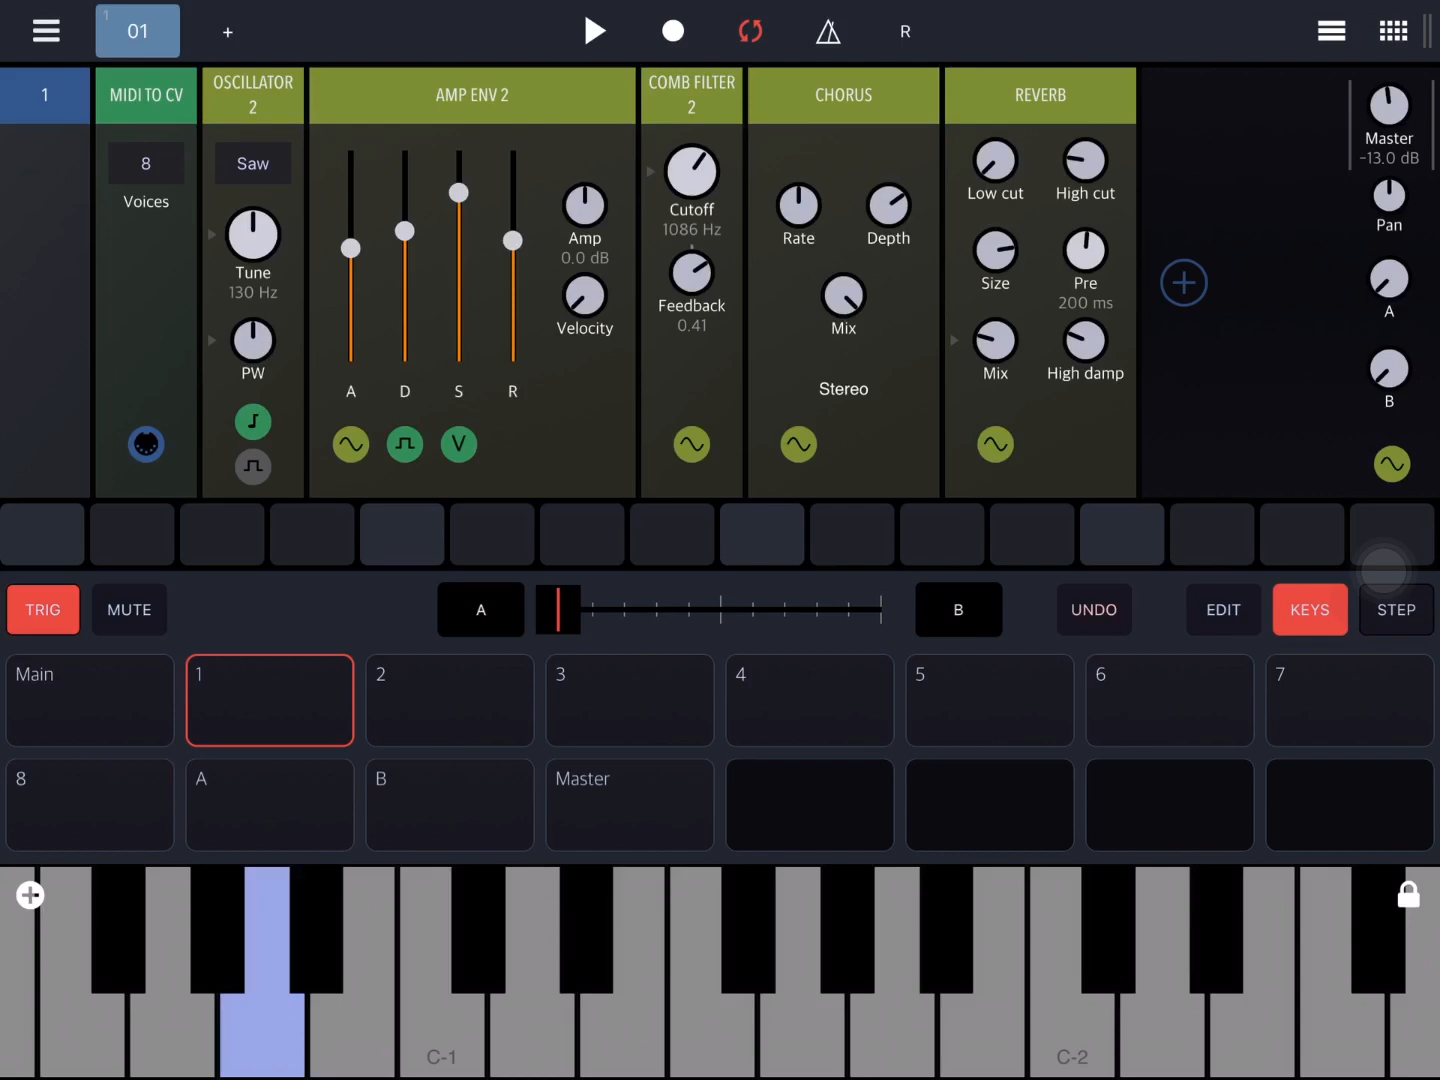 1
01
+
R
1
MIDI TO CV
8
Voices
OSCILLATOR
2
Saw
Tune
130 Hz
PW
AMP ENV 2
Amp
0.0 dB
Velocity
A D S R
V
COMB FILTER
2
Cutoff
1086 Hz
Feedback
0.41
CHORUS
Rate Depth
Mix
Stereo
REVERB
Low cut High cut
Size Pre
200 ms
Mix High damp
Master
-13.0 dB
Pan
A
B
TRIG MUTE A B UNDO EDIT KEYS STEP
Main 1 2 3 4 5 6 7
8 A B Master
C-1 C-2